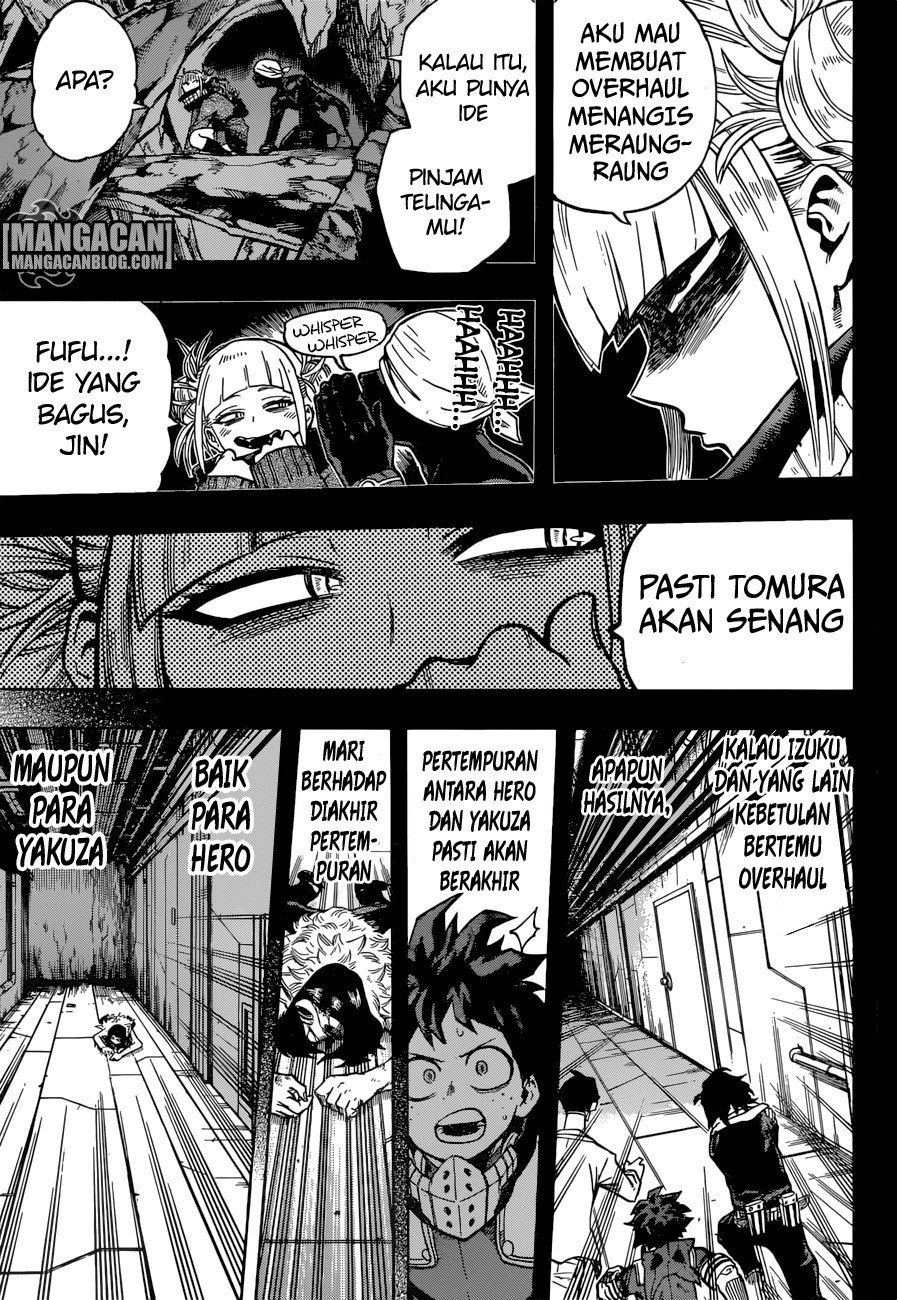 AKU MAU
MEMBUAT
OVERHAUL
MENANGIS
MERAUNG-
RAUNG
KALAU ITU,
AKU PUNYA
IDE
PINJAM
TELINGA-
MU!
APA?
MANGACAN
MANGACANBLOG.COM
HAAHH...
HAAHH...
WHISPER
WHISPER
FUFU...!
IDE YANG
BAGUS,
JIN!
PASTI TOMURA
AKAN SENANG
KALAU IZUKU
DAN YANG LAIN
KEBETULAN
BERTEMU
OVERHAUL
APAPUN
HASILNYA,
PERTEMPURAN
ANTARA HERO
DAN YAKUZA
PASTI AKAN
BERAKHIR
MARI
BERHADAP
DIAKHIR
PERTEM-
PURAN
BAIK
PARA
HERO
MAUPUN
PARA
YAKUZA